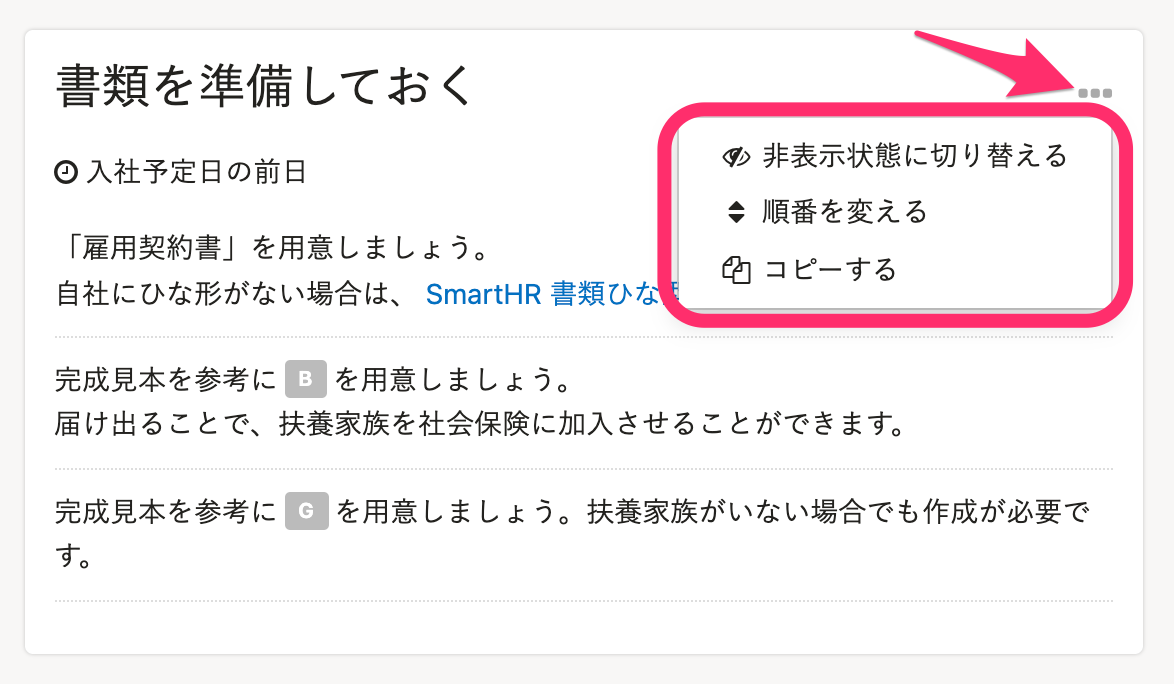 書類を準備しておく
入社予定日の前日
非表示状態に切り替える
順番を変える
コピーする
「雇用契約書」を用意しましょう。
自社にひな形がない場合は、 SmartHR 書類ひな
完成見本を参考に B を用意しましょう。
届け出ることで、扶養家族を社会保険に加入させることができます。
完成見本を参考に G を用意しましょう。扶養家族がいない場合でも作成が必要で
す。